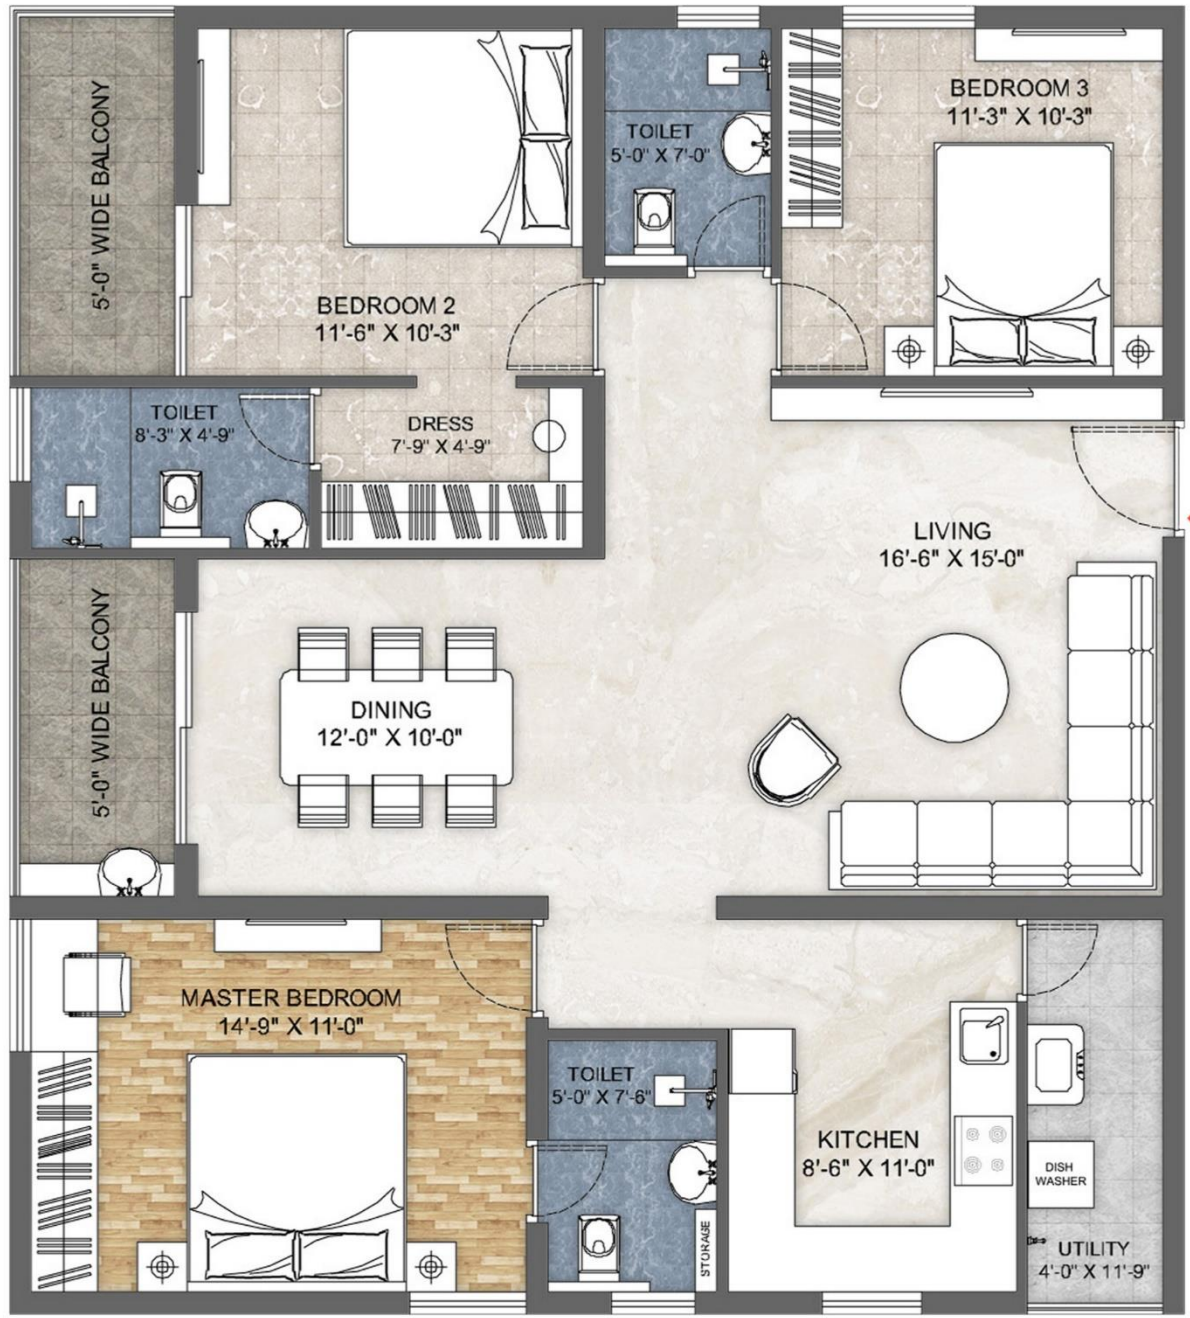 5'-0" WIDE BALCONY
BEDROOM 2
11'-6" X 10'-3"
TOILET
5'-0" X 7'-0"
BEDROOM 3
11'-3" X 10'-3"
TOILET
8'-3" X 4'-9"
DRESS
7'-9" X 4'-9"
LIVING
16'-6" X 15'-0"
5'-0" WIDE BALCONY
DINING
12'-0" X 10'-0"
MASTER BEDROOM
14'-9" X 11'-0"
TOILET
5'-0" X 7'-6"
STORAGE
KITCHEN
8'-6" X 11'-0"
DISH
WASHER
UTILITY
4'-0" X 11'-9"